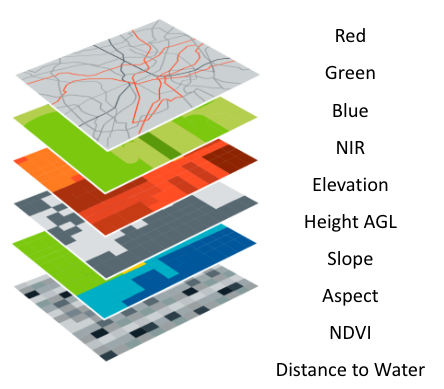 Red
Green
Blue
NIR
Elevation
Height AGL
Slope
Aspect
NDVI
Distance to Water